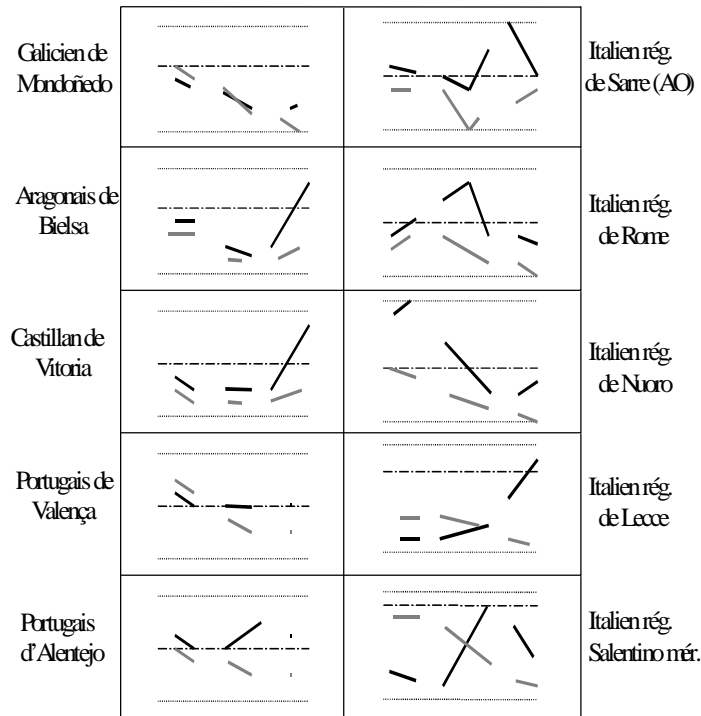 Galicien de
Mondoñedo
Italien rég.
de Sarre (AO)
Aragonais de
Bielsa
Italien rég.
de Rome
Castillan de
Vitoria
Italien rég.
de Nuoro
Portugais de
Valença
Italien rég.
de Lecce
Portugais
d'Alentejo
Italien rég.
Salentino mér.